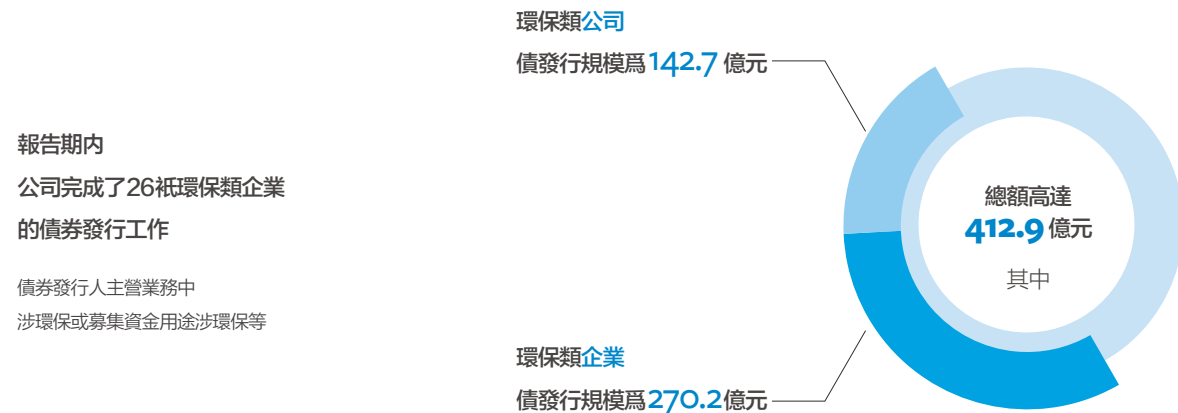 報告期内
公司完成了26祇環保類企業
的債券發行工作
債券發行人主營業務中
涉環保或募集資金用途涉環保等
環保類公司
債發行規模爲142.7 億元
總額高達
412.9 億元
其中
環保類企業
債發行規模爲270.2億元